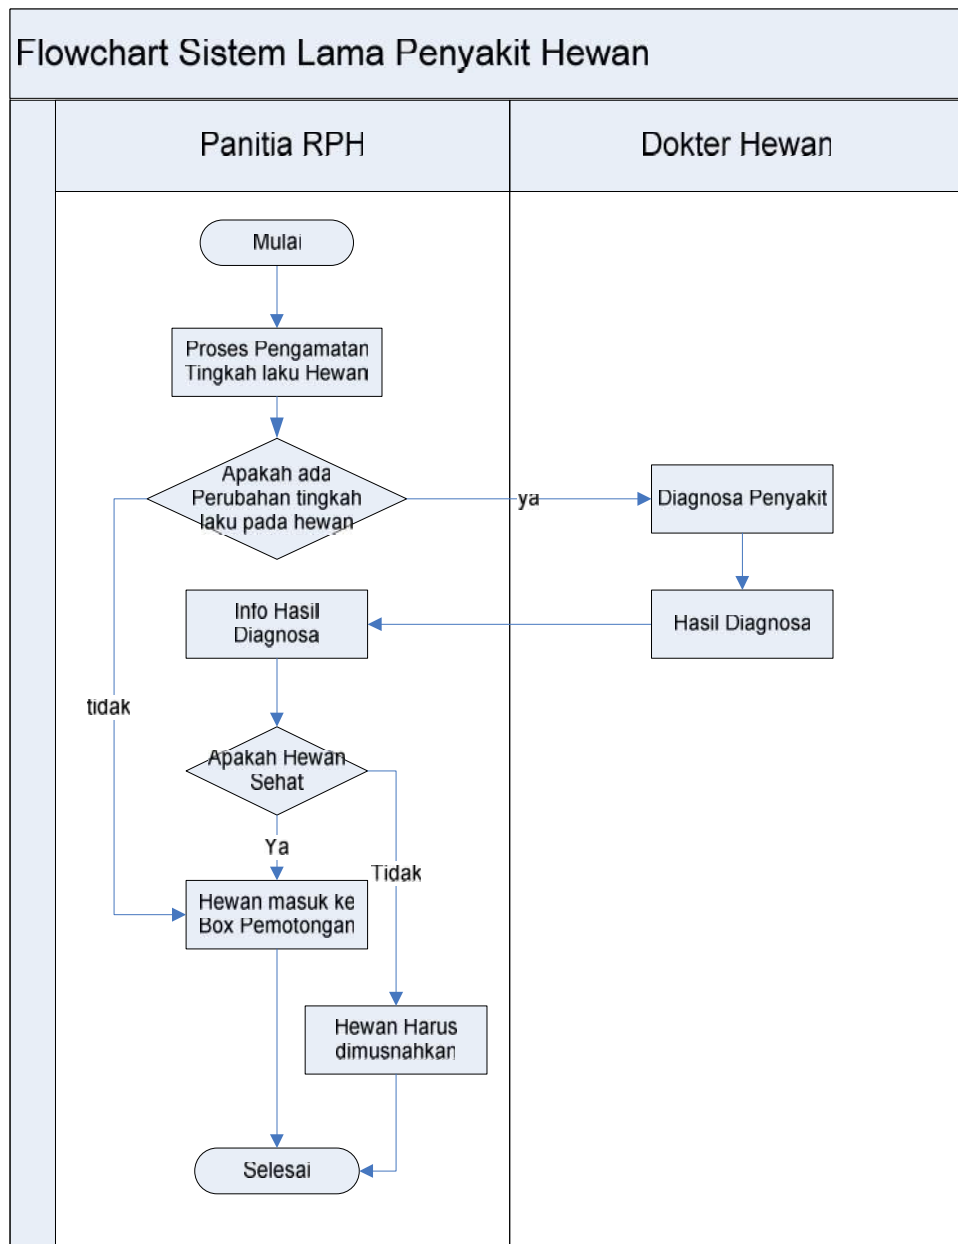 Flowchart Sistem Lama Penyakit Hewan
Panitia RPH
Dokter Hewan
Mulai
Proses Pengamatan
Tingkah laku Hewan
Apakah ada
Perubahan tingkah
laku pada hewan
ya
Diagnosa Penyakit
Info Hasil
Diagnosa
Hasil Diagnosa
tidak
Apakah Hewan
Sehat
Ya
Tidak
Hewan masuk ke
Box Pemotongan
Hewan Harus
dimusnahkan
Selesai